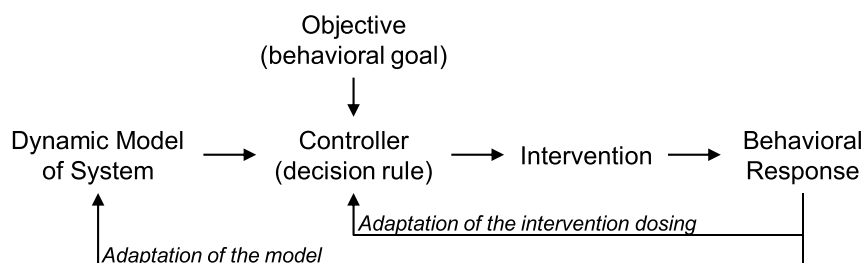 Objective
(behavioral goal)
Dynamic Model
of System
Controller
(decision rule)
Intervention
Behavioral
Response
Adaptation of the intervention dosing
Adaptation of the model